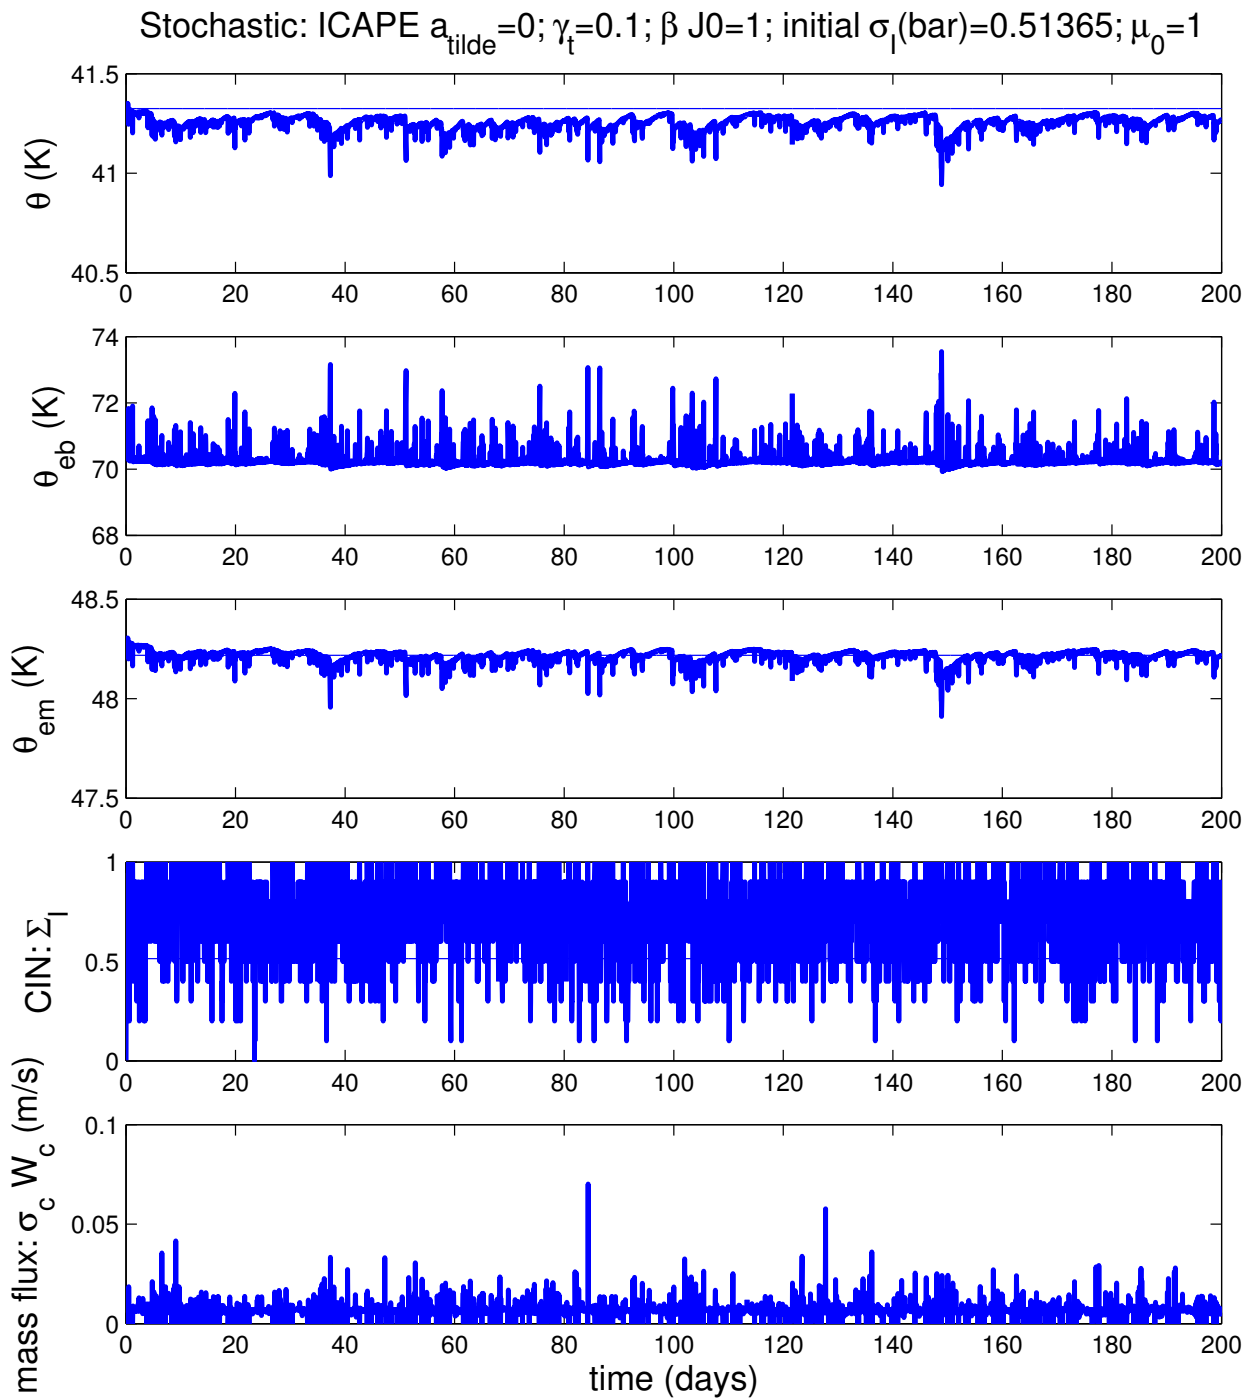 Stochastic: ICAPE a_tilde=0; γ_t=0.1; β J0=1; initial σ_I(bar)=0.51365; μ_0=1
41.5
41
40.5
θ (K)
0 20 40 60 80 100 120 140 160 180 200
74
72
70
68
θ_eb (K)
0 20 40 60 80 100 120 140 160 180 200
48.5
48
47.5
θ_em (K)
0 20 40 60 80 100 120 140 160 180 200
1
0.5
0
CIN: Σ_I
0 20 40 60 80 100 120 140 160 180 200
0.1
0.05
0
mass flux: σ_c W_c (m/s)
0 20 40 60 80 100 120 140 160 180 200
time (days)